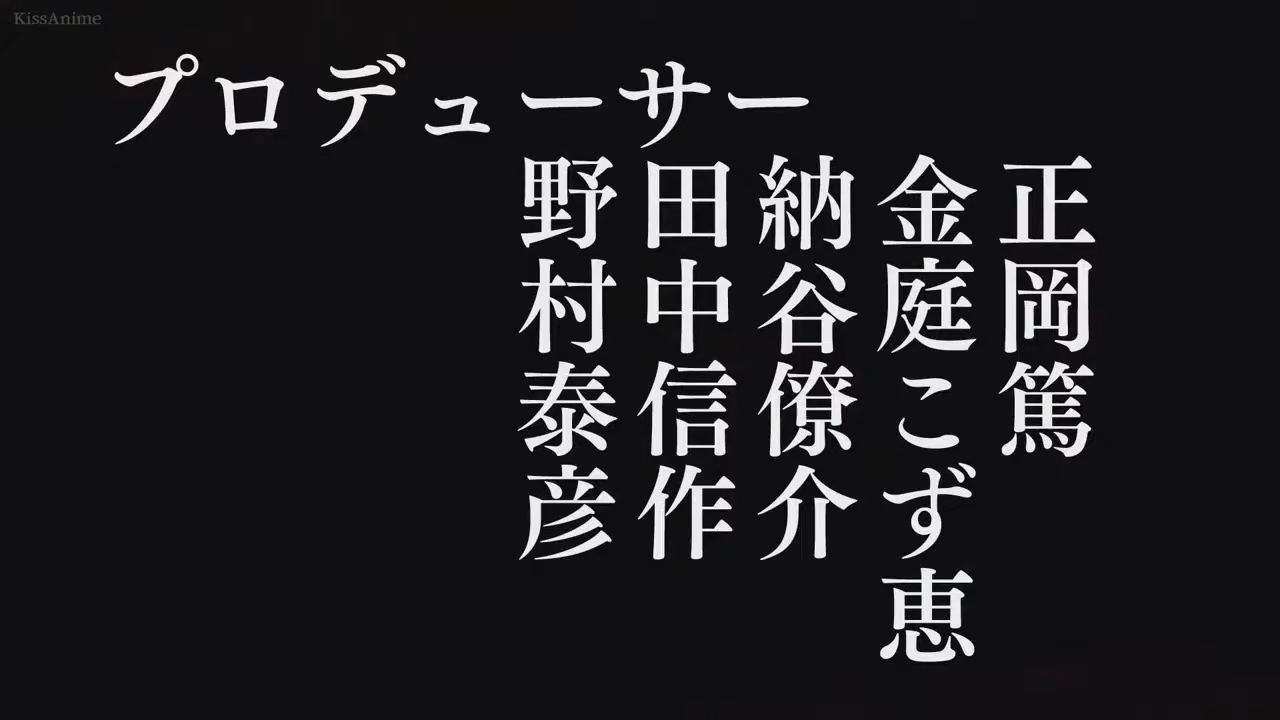 KissAnime
プロデューサー
正岡篤
金庭こず恵
納谷僚介
田中信作
野村泰彦